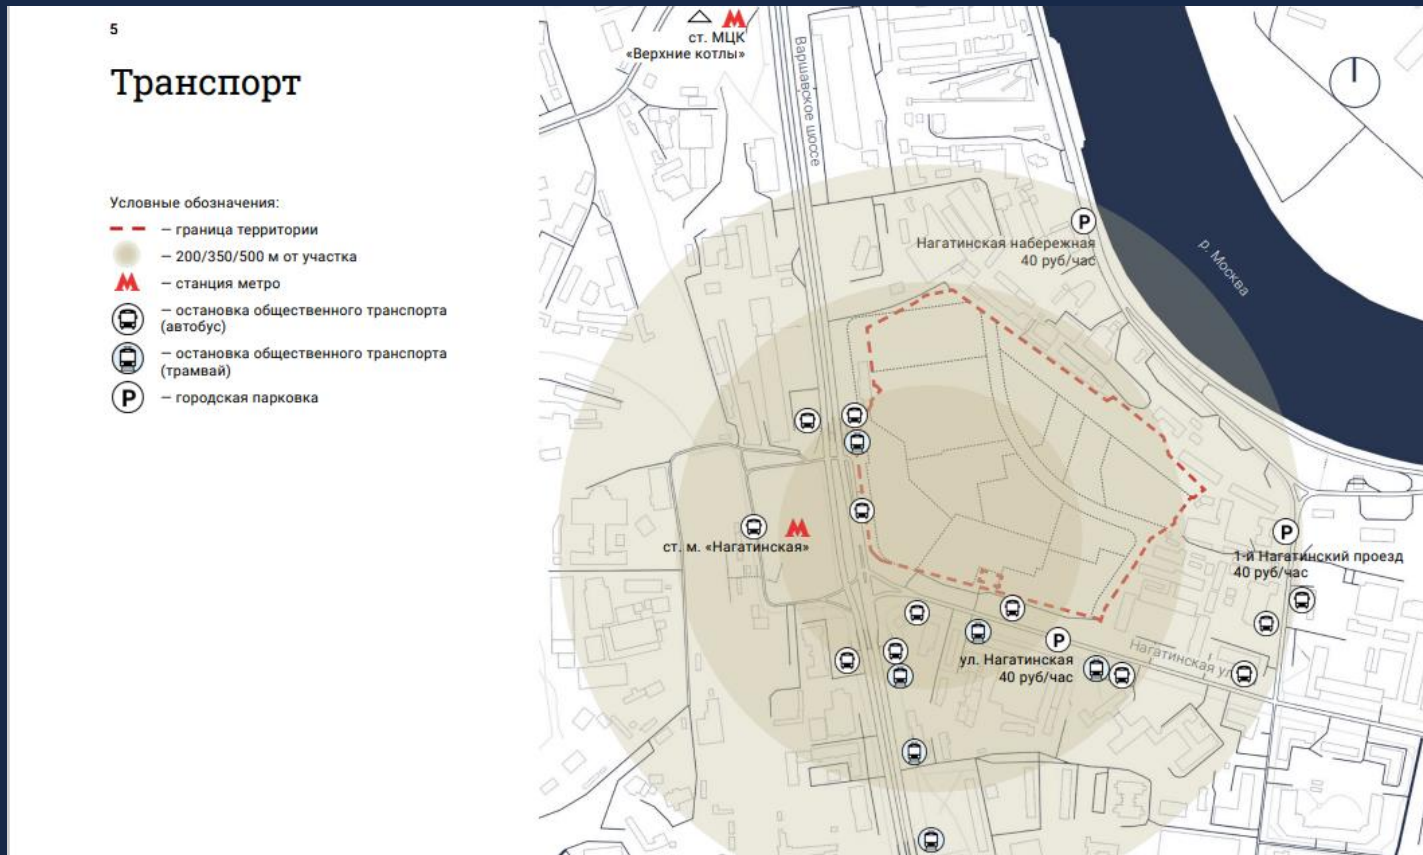 5
Транспорт
Условные обозначения:
– граница территории
– 200/350/500 м от участка
– станция метро
– остановка общественного транспорта
(автобус)
– остановка общественного транспорта
(трамвай)
P
– городская парковка
М
ст. МЦК
«Верхние котлы»
Варшавское шоссе
P
Нагатинская набережная
40 руб/час
р. Москва
М
ст. м. «Нагатинская»
P
1-й Нагатинский проезд
40 руб/час
P
ул. Нагатинская
40 руб/час
Нагатинская ул.